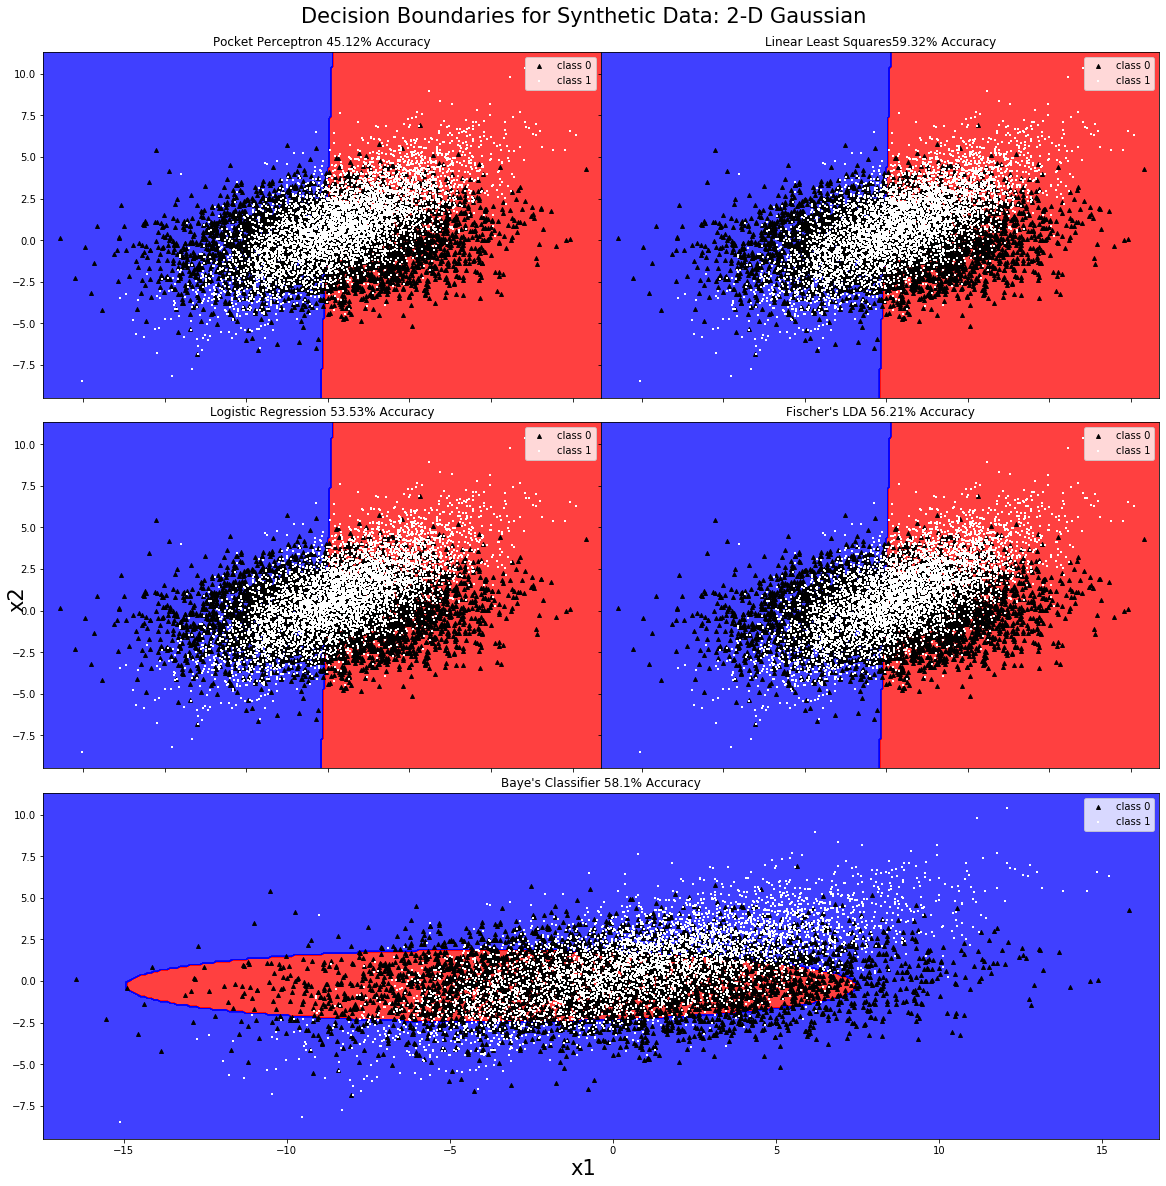 Decision Boundaries for Synthetic Data: 2-D Gaussian
Pocket Perceptron 45.12% Accuracy
10.0
7.5
5.0
2.5
0.0
−2.5
−5.0
−7.5
class 0
class 1
Linear Least Squares59.32% Accuracy
class 0
class 1
Logistic Regression 53.53% Accuracy
10.0
7.5
5.0
2.5
0.0
−2.5
−5.0
−7.5
class 0
class 1
Fischer's LDA 56.21% Accuracy
class 0
class 1
x2
Baye's Classifier 58.1% Accuracy
10.0
7.5
5.0
2.5
0.0
−2.5
−5.0
−7.5
class 0
class 1
−15 −10 −5 0 5 10 15
x1